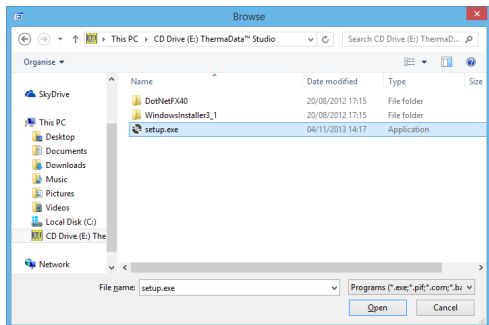 Browse
This PC ▸ CD Drive (E:) ThermaData™ Studio
Search CD Drive (E:) ThermaD...
Organise
Name
Date modified
Type
Size
SkyDrive
This PC
Desktop
Documents
Downloads
Music
Pictures
Videos
Local Disk (C:)
CD Drive (E:) The
Network
DotNetFX40 20/08/2012 17:15 File folder
WindowsInstaller3_1 20/08/2012 17:15 File folder
setup.exe 04/11/2013 14:17 Application
File name: setup.exe
Programs (*.exe;*.pif;*.com;*.ba
Open
Cancel